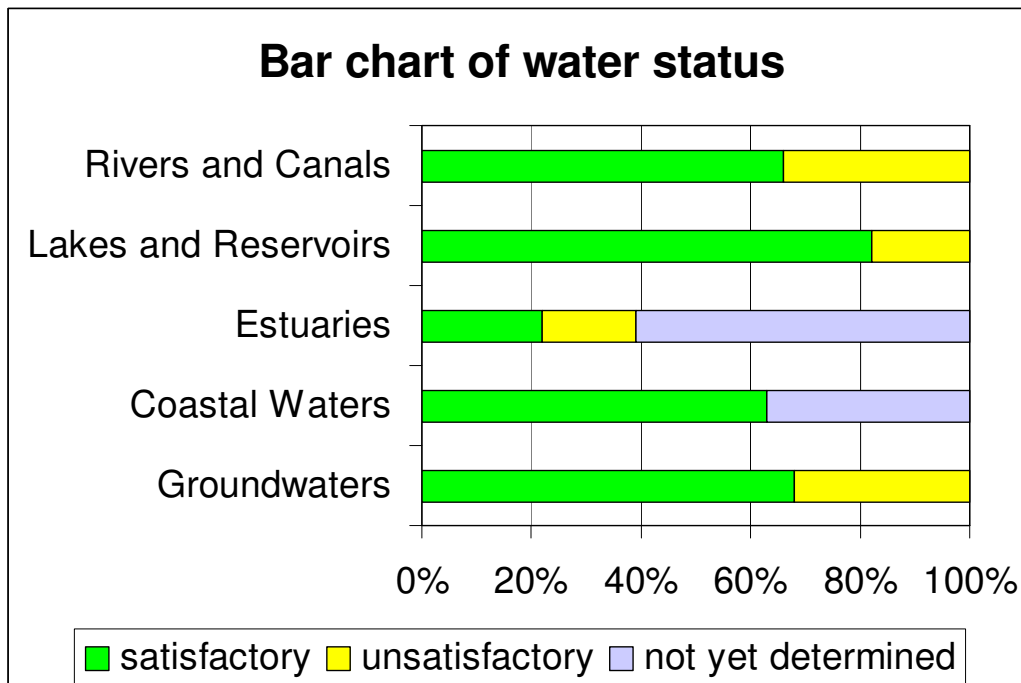 Bar chart of water status
Rivers and Canals
Lakes and Reservoirs
Estuaries
Coastal Waters
Groundwaters
0% 20% 40% 60% 80% 100%
satisfactory unsatisfactory not yet determined